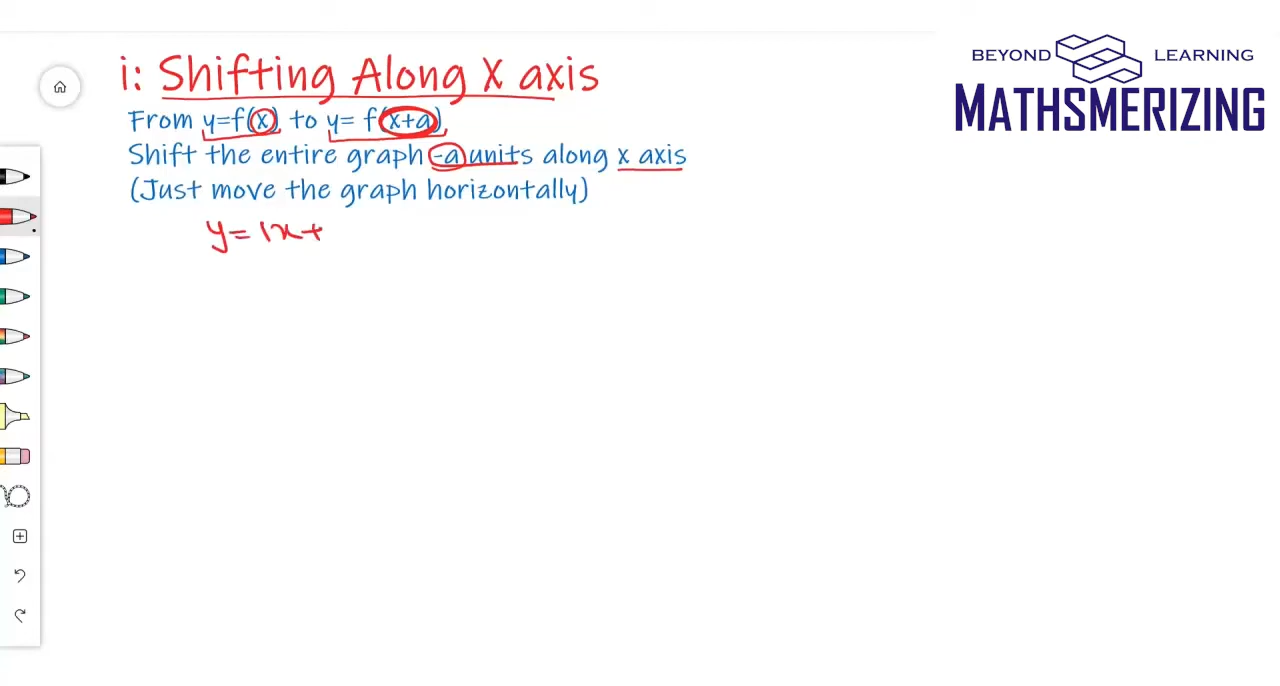 i: Shifting Along X axis
From y=f(x) to y= f(x+a),
Shift the entire graph -a units along x axis
(Just move the graph horizontally)
y=|x+
BEYOND LEARNING
MATHSMERIZING